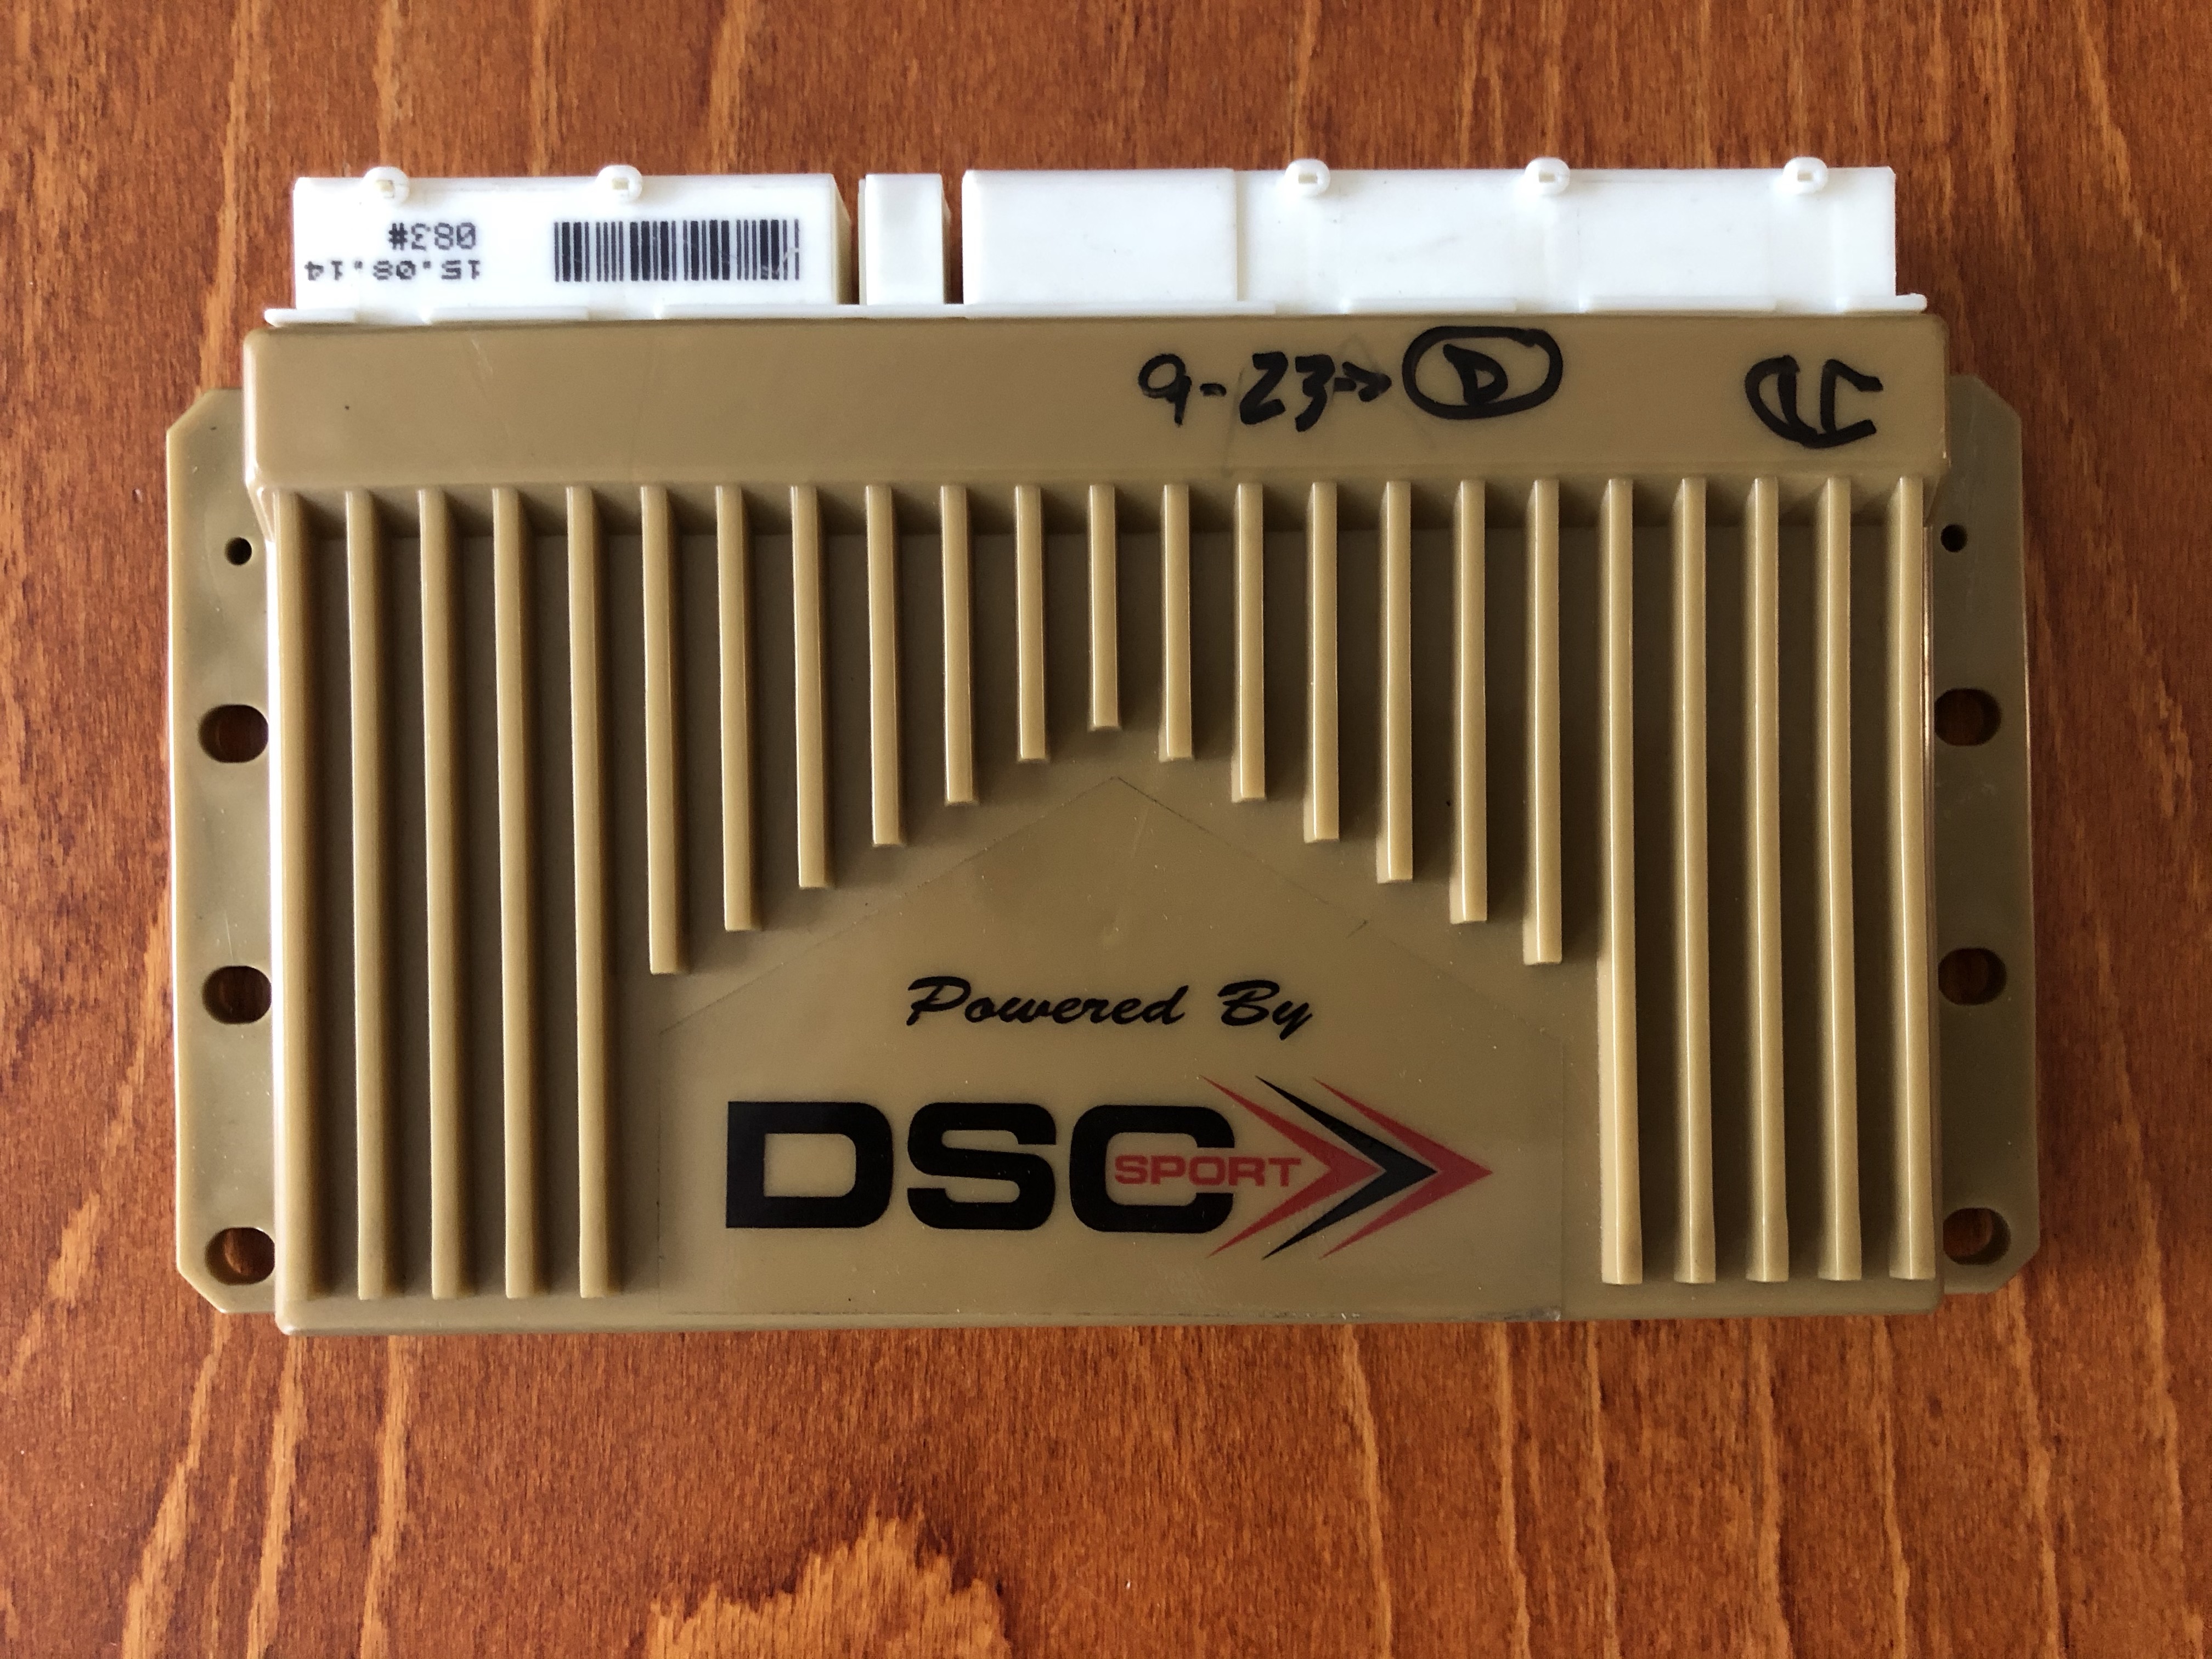 15.08.14
083#
9-23→ D
Powered By
DSC
SPORT